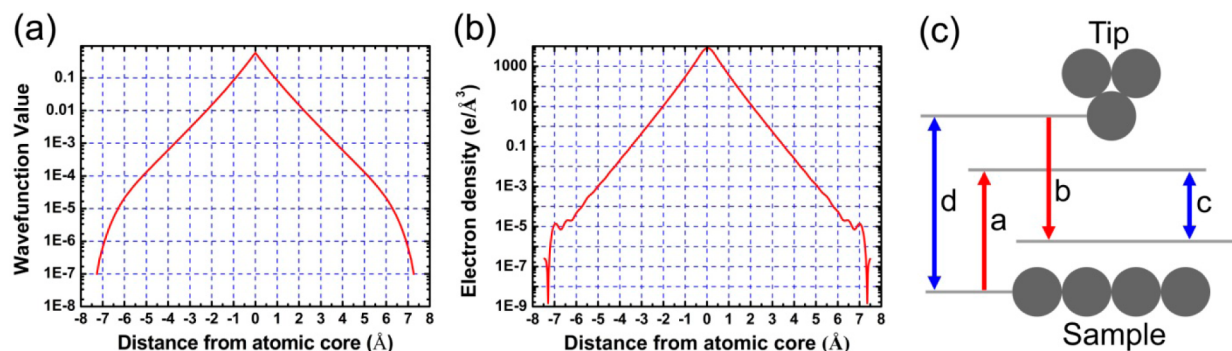 (a)
Wavefunction Value
0.1
0.01
1E-3
1E-4
1E-5
1E-6
1E-7
1E-8
-8 -7 -6 -5 -4 -3 -2 -1 0 1 2 3 4 5 6 7 8
Distance from atomic core (Å)
(b)
Electron density (e/Å³)
1000
10
0.1
1E-3
1E-5
1E-7
1E-9
-8 -7 -6 -5 -4 -3 -2 -1 0 1 2 3 4 5 6 7 8
Distance from atomic core (Å)
(c)
Tip
d
a
b
c
Sample